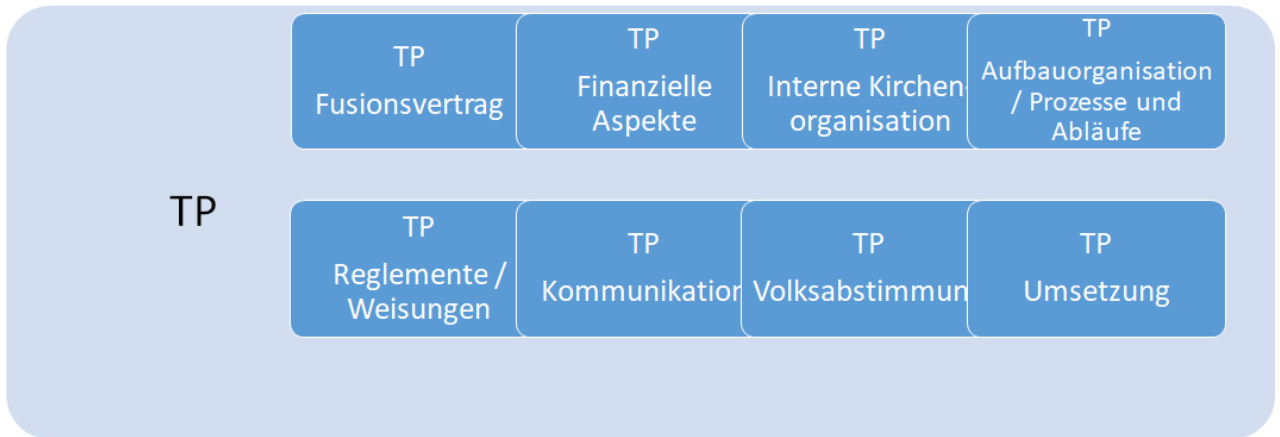 TP
TP
Fusionsvertrag
TP
Finanzielle
Aspekte
TP
Interne Kirchen-
organisation
TP
Aufbauorganisation
/ Prozesse und
Abläufe
TP
Reglemente /
Weisungen
TP
Kommunikation
TP
Volksabstimmun
TP
Umsetzung